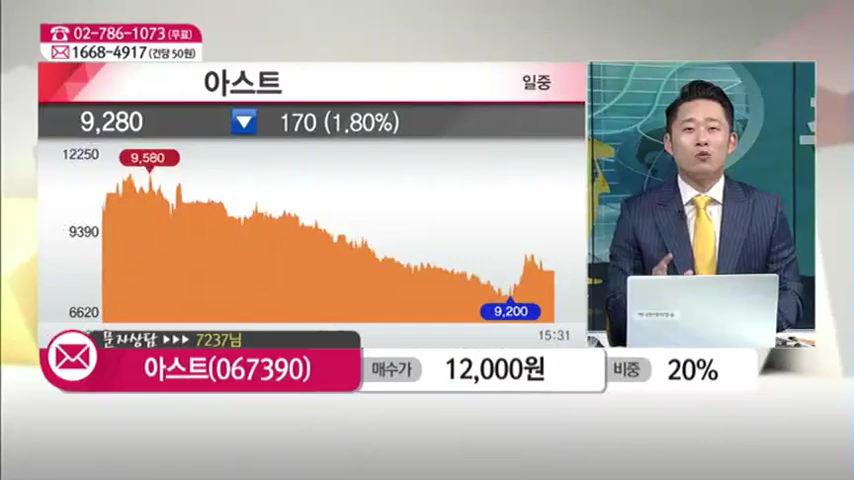 02-786-1073 (무료)
1668-4917 (건당 50원)
아스트
일중
9,280 ▼ 170 (1.80%)
12250
9,580
9390
6620
9,200
15:31
문자상담 ▶▶▶ 7237님
아스트(067390)
매수가 12,000원
비중 20%